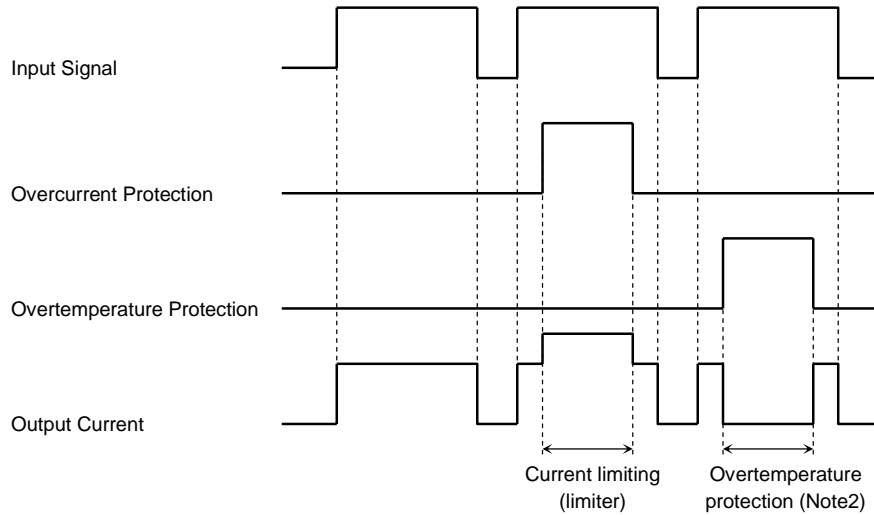 Input Signal
Overcurrent Protection
Overtemperature Protection
Output Current
Current limiting
(limiter)
Overtemperature
protection (Note2)